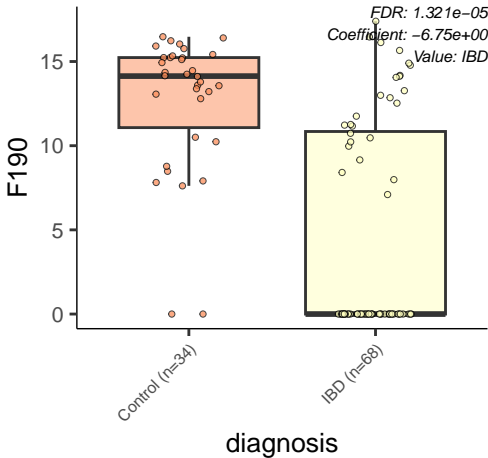 FDR: 1.321e−05
Coefficient: −6.75e+00
Value: IBD
F190
15
10
5
0
Control (n=34)
IBD (n=68)
diagnosis